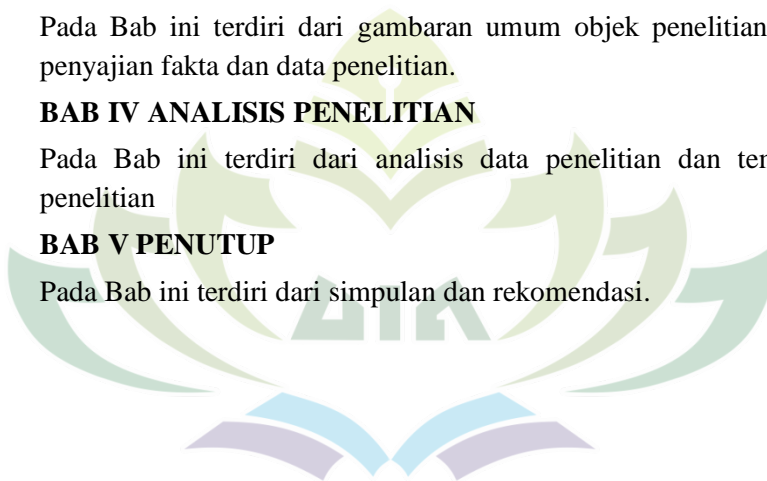 Pada Bab ini terdiri dari gambaran umum objek penelitian
penyajian fakta dan data penelitian.
BAB IV ANALISIS PENELITIAN
Pada Bab ini terdiri dari analisis data penelitian dan
penelitian
BAB V PENUTUP
Pada Bab ini terdiri dari simpulan dan rekomendasi.